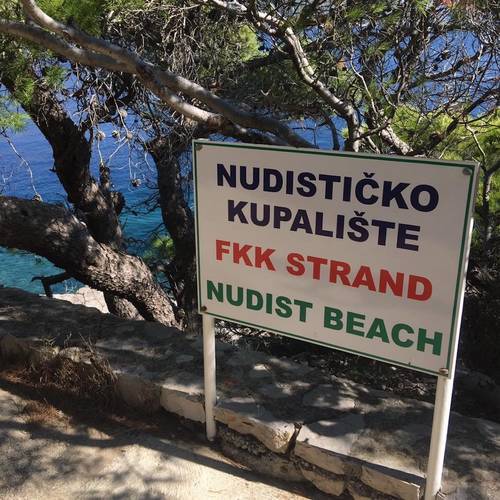 NUDISTIČKO
KUPALIŠTE
FKK STRAND
NUDIST BEACH